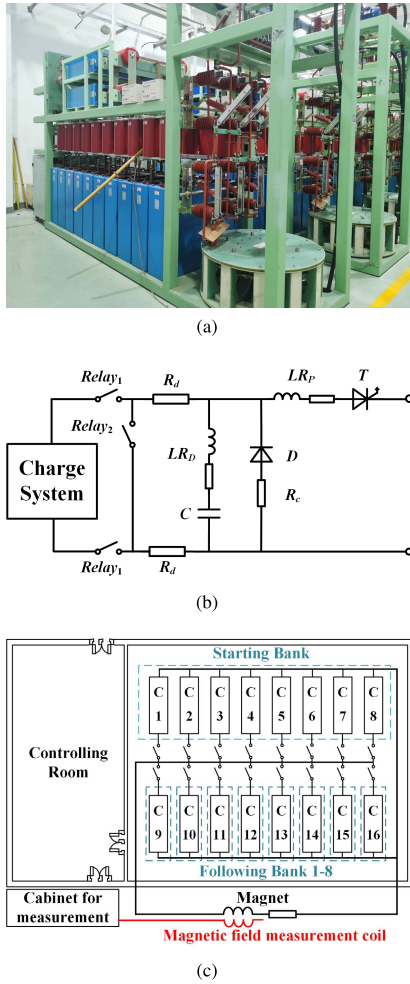 (a)
Relay1
Rd
LRP
T
Relay2
Charge
System
LRD
D
C
Rc
Relay1
Rd
(b)
Starting Bank
C C C C C C C C
1 2 3 4 5 6 7 8
Controlling
Room
C C C C C C C C
9 10 11 12 13 14 15 16
Following Bank 1-8
Cabinet for
measurement
Magnet
Magnetic field measurement coil
(c)